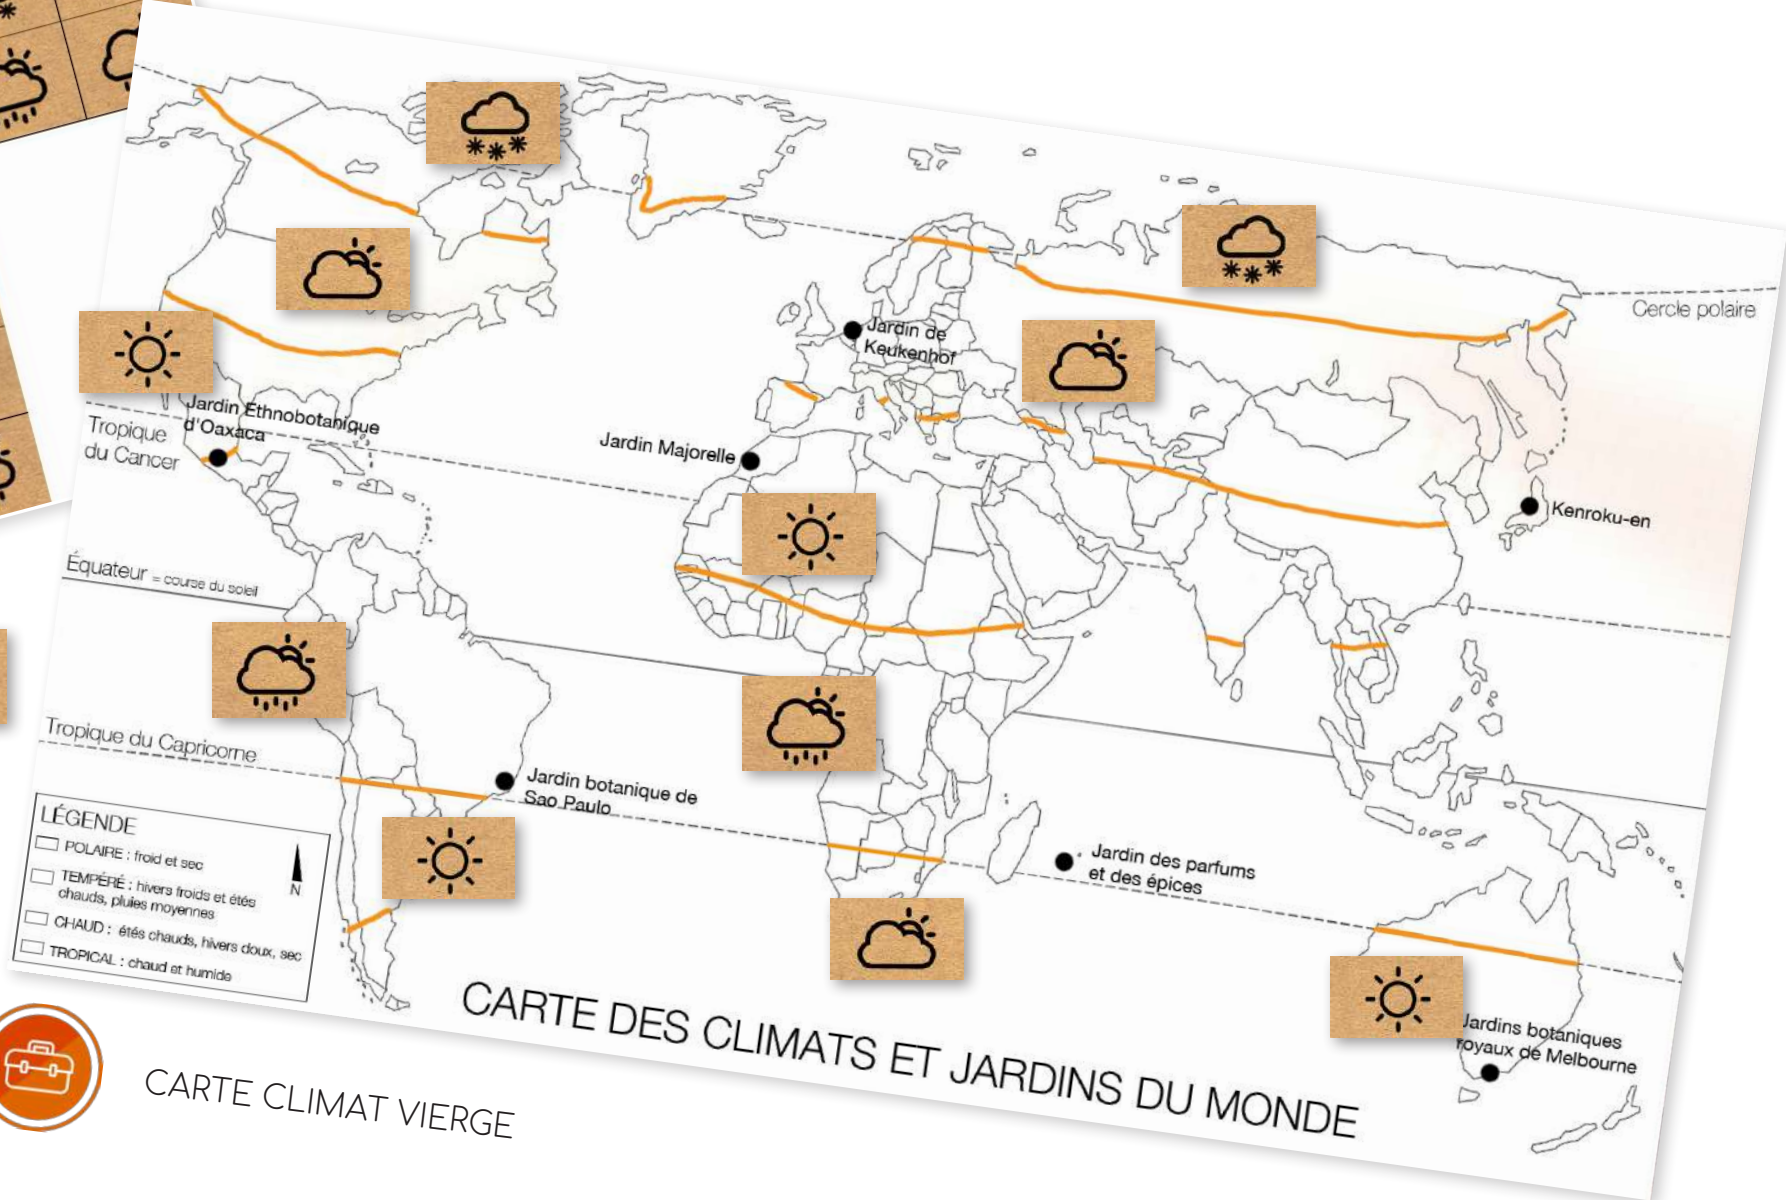 Cercle polaire
Jardin de
Keukenhof
Jardin Ethnobotanique
d'Oaxaca
Tropique
du Cancer
Jardin Majorelle
Kenroku-en
Équateur = course du soleil
Tropique du Capricorne
Jardin botanique de
Sao Paulo
Jardin des parfums
et des épices
LÉGENDE
POLAIRE : froid et sec
TEMPÉRÉ : hivers froids et étés
chauds, pluies moyennes
CHAUD : étés chauds, hivers doux, sec
TROPICAL : chaud et humide
N
Jardins botaniques
royaux de Melbourne
CARTE DES CLIMATS ET JARDINS DU MONDE
CARTE CLIMAT VIERGE